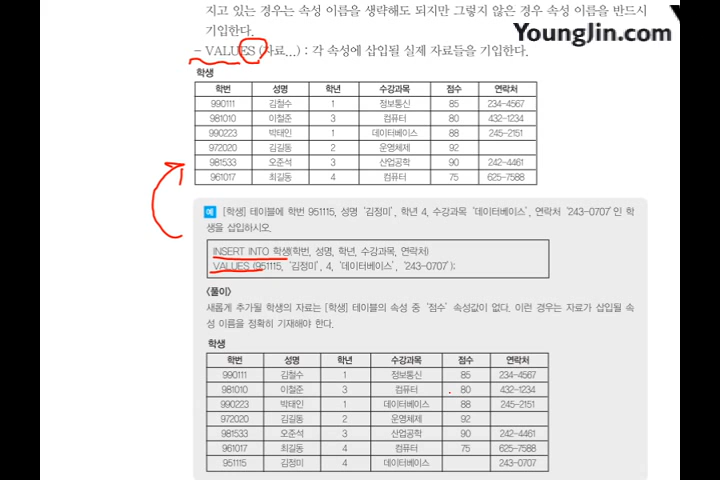 지고 있는 경우는 속성 이름을 생략해도 되지만 그렇지 않은 경우 속성 이름을 반드시
기입한다.
YoungJin.com
– VALUES (자료...) : 각 속성에 삽입될 실제 자료들을 기입한다.
학생
학번 성명 학년 수강과목 점수 연락처
990111 김철수 1 정보통신 85 234-4567
981010 이철준 3 컴퓨터 80 432-1234
990223 박태인 1 데이터베이스 88 245-2151
972020 김길동 2 운영체제 92
981533 오준석 3 산업공학 90 242-4461
961017 최길동 4 컴퓨터 75 625-7588
예 [학생] 테이블에 학번 951115, 성명 '김정미', 학년 4, 수강과목 '데이터베이스', 연락처 '243-0707'인 학
생을 삽입하시오.
INSERT INTO 학생(학번, 성명, 학년, 수강과목, 연락처)
VALUES (951115, '김정미', 4, '데이터베이스', '243-0707');
<풀이>
새롭게 추가될 학생의 자료는 [학생] 테이블의 속성 중 '점수' 속성값이 없다. 이런 경우는 자료가 삽입될 속
성 이름을 정확히 기재해야 한다.
학생
학번 성명 학년 수강과목 점수 연락처
990111 김철수 1 정보통신 85 234-4567
981010 이철준 3 컴퓨터 80 432-1234
990223 박태인 1 데이터베이스 88 245-2151
972020 김길동 2 운영체제 92
981533 오준석 3 산업공학 90 242-4461
961017 최길동 4 컴퓨터 75 625-7588
951115 김정미 4 데이터베이스 243-0707